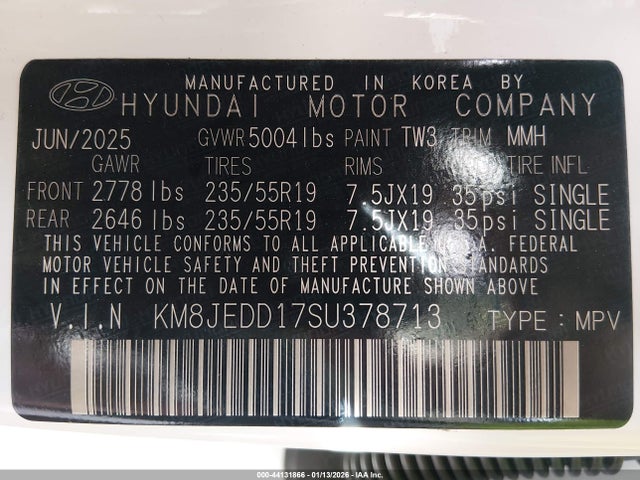 MANUFACTURED IN KOREA BY
HYUNDAI MOTOR COMPANY
JUN/2025 GVWR 5004 lbs PAINT TW3 TRIM MMH
GAWR TIRES RIMS TIRE INFL
FRONT 2778 lbs 235/55R19 7.5JX19 35psi SINGLE
REAR 2646 lbs 235/55R19 7.5JX19 35psi SINGLE
THIS VEHICLE CONFORMS TO ALL APPLICABLE U.S.A. FEDERAL
MOTOR VEHICLE SAFETY AND THEFT PREVENTION STANDARDS
IN EFFECT ON THE DATE OF MANUFACTURE SHOWN ABOVE
V.I.N KM8JEDD17SU378713 TYPE : MPV
000-44131866 - 01/13/2026 - IAA Inc.